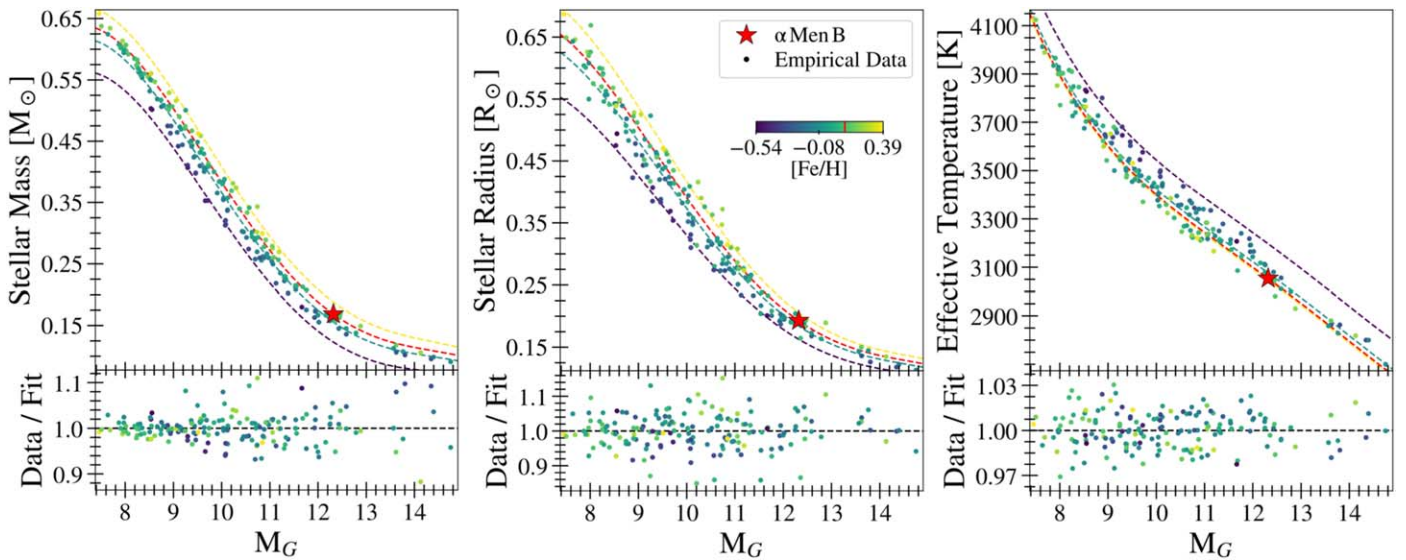 Stellar Mass [M⊙]
0.65
0.55
0.45
0.35
0.25
0.15
Data / Fit
1.1
1.0
0.9
8 9 10 11 12 13 14
M_G
Stellar Radius [R⊙]
0.65
0.55
0.45
0.35
0.25
0.15
α Men B
Empirical Data
−0.54 −0.08 0.39
[Fe/H]
Data / Fit
1.1
1.0
0.9
8 9 10 11 12 13 14
M_G
Effective Temperature [K]
4100
3900
3700
3500
3300
3100
2900
Data / Fit
1.03
1.00
0.97
8 9 10 11 12 13 14
M_G